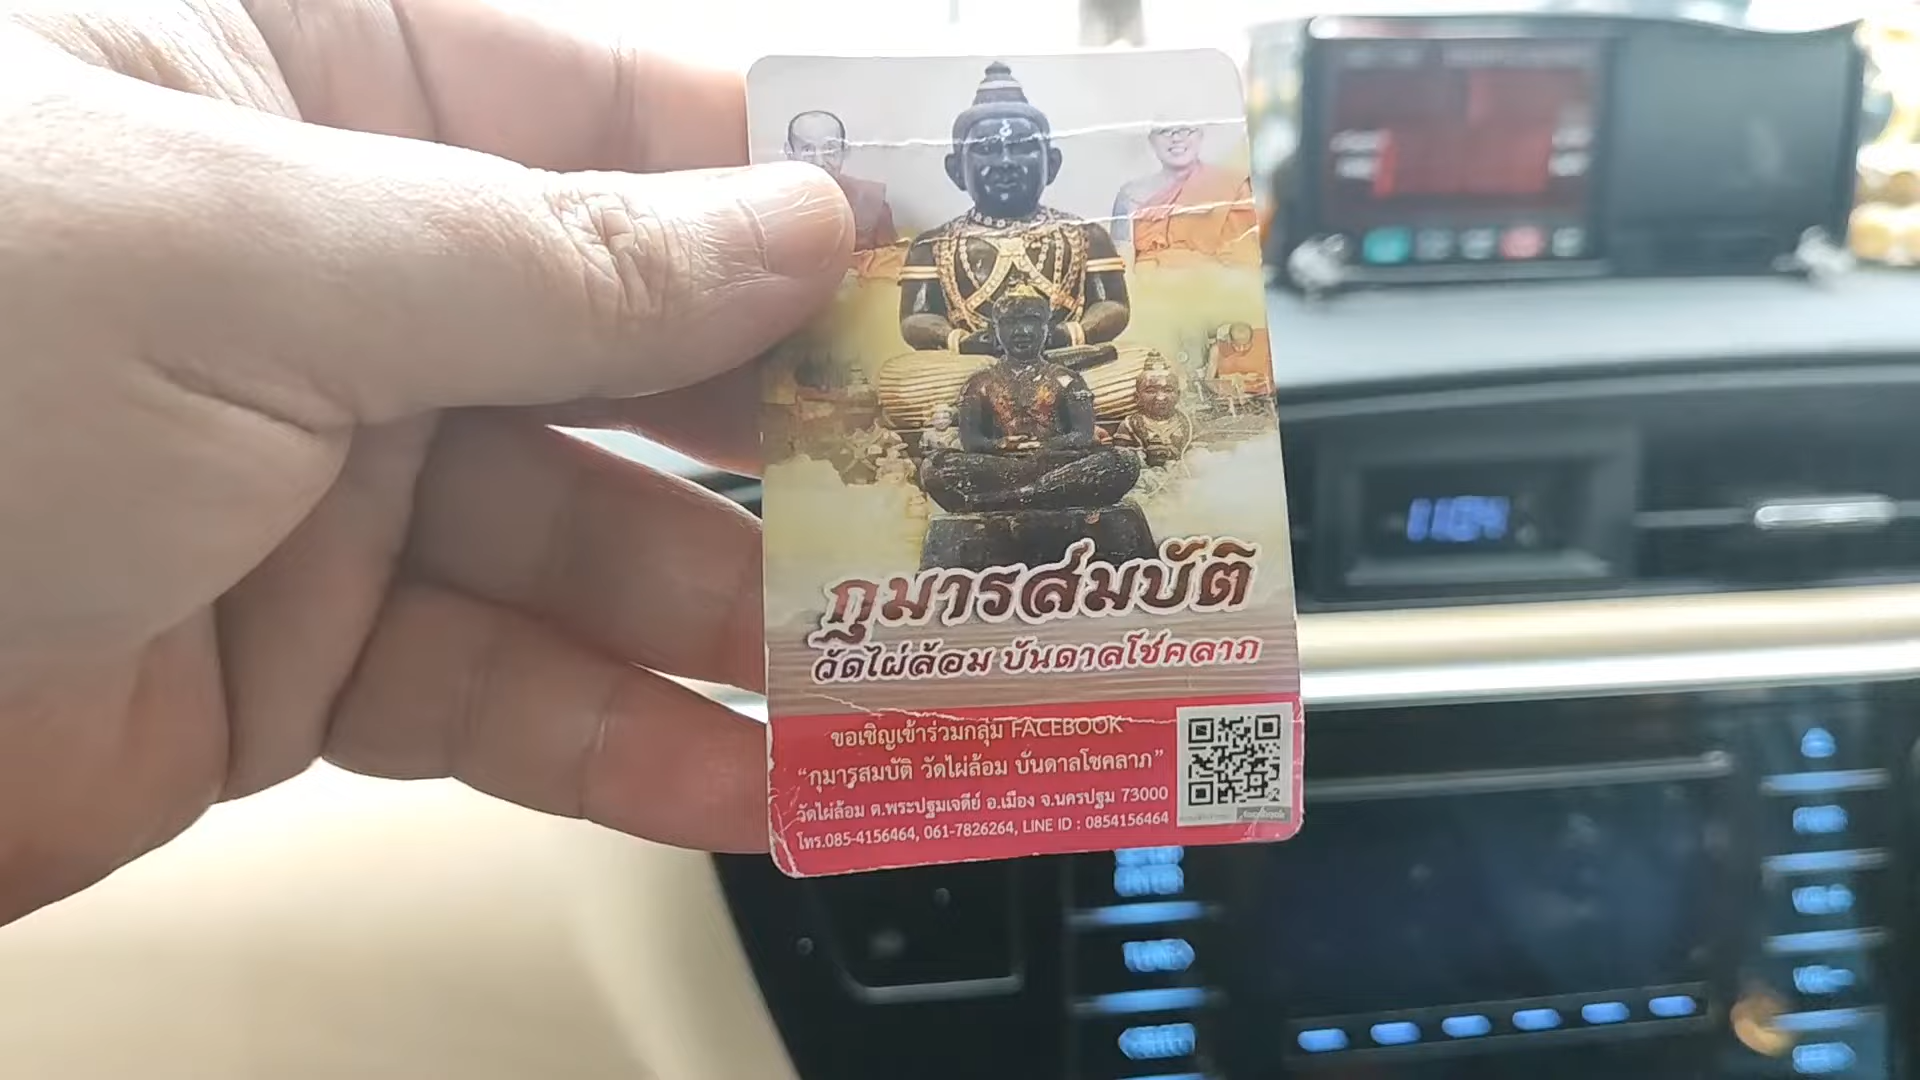 กุมารสมบัติ
วัดไผ่ล้อม บันดาลโชคลาภ
ขอเชิญเข้าร่วมกลุ่ม FACEBOOK
“กุมารสมบัติ วัดไผ่ล้อม บันดาลโชคลาภ”
วัดไผ่ล้อม ต.พระปฐมเจดีย์ อ.เมือง จ.นครปฐม 73000
โทร.085-4156464, 061-7826264, LINE ID : 0854156464
11:04